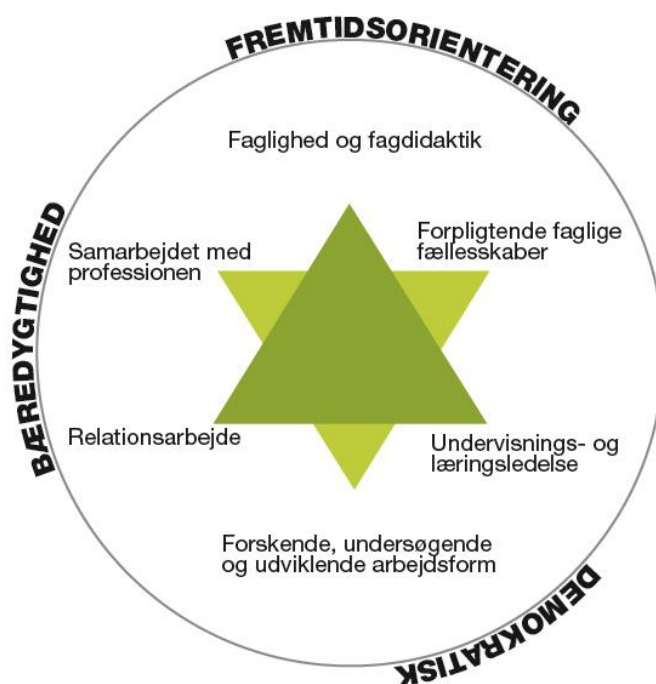 FREMTIDSORIENTERING
Faglighed og fagdidaktik
Samarbejdet med
professionen
Forpligtende faglige
fællesskaber
BÆREDYGTIGHED
Relationsarbejde
Undervisnings- og
læringsledelse
Forskende, undersøgende
og udviklende arbejdsform
DEMOKRATISK